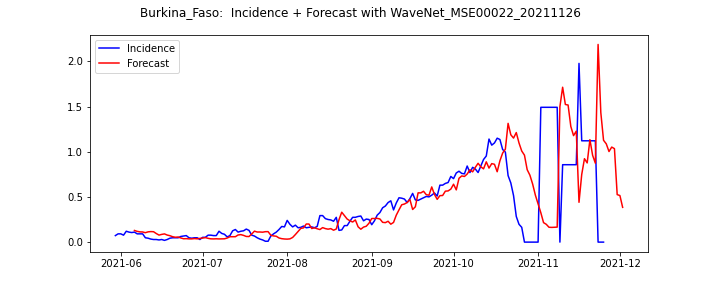 Burkina_Faso:  Incidence + Forecast with WaveNet_MSE00022_20211126
Incidence
Forecast
2.0
1.5
1.0
0.5
0.0
2021-06 2021-07 2021-08 2021-09 2021-10 2021-11 2021-12